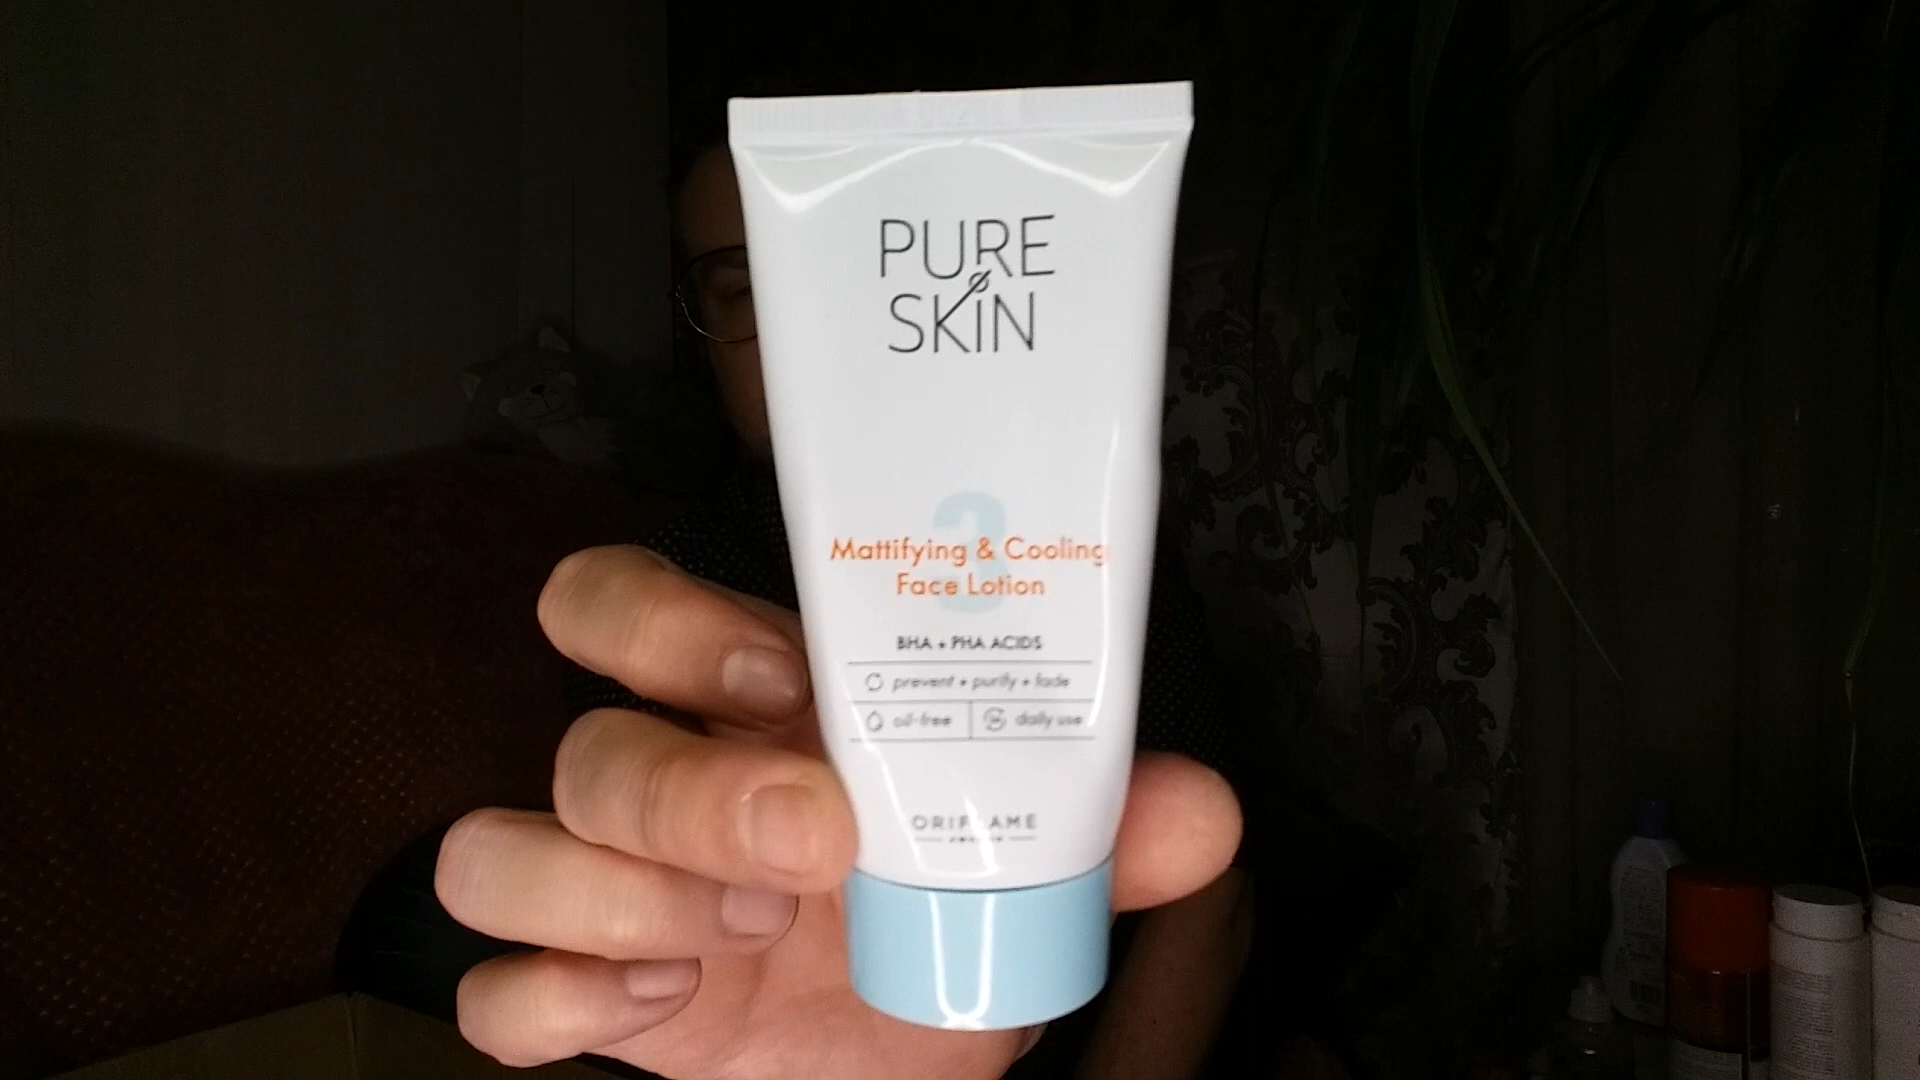 PURE
SKIN
3
Mattifying & Cooling
Face Lotion
BHA + PHA ACIDS
prevent + purify + fade
oil-free
daily use
ORIFLAME